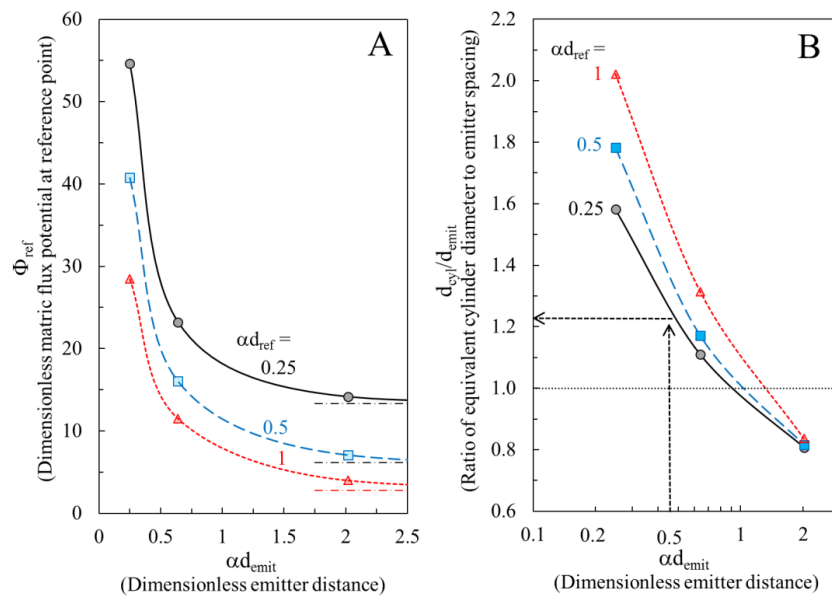 A
Φref
(Dimensionless matric flux potential at reference point)
60
50
40
30
20
15
10
5
0
αdref =
0.25
0.5
1
0
0.5
1
1.5
2
2.5
αdemit
(Dimensionless emitter distance)
B
dcyl/demit
(Ratio of equivalent cylinder diameter to emitter spacing)
2.2
2.0
1.8
1.6
1.4
1.2
1.0
0.8
0.6
αdref =
1
0.5
0.25
0.1
0.2
0.5
1
2
αdemit
(Dimensionless emitter distance)